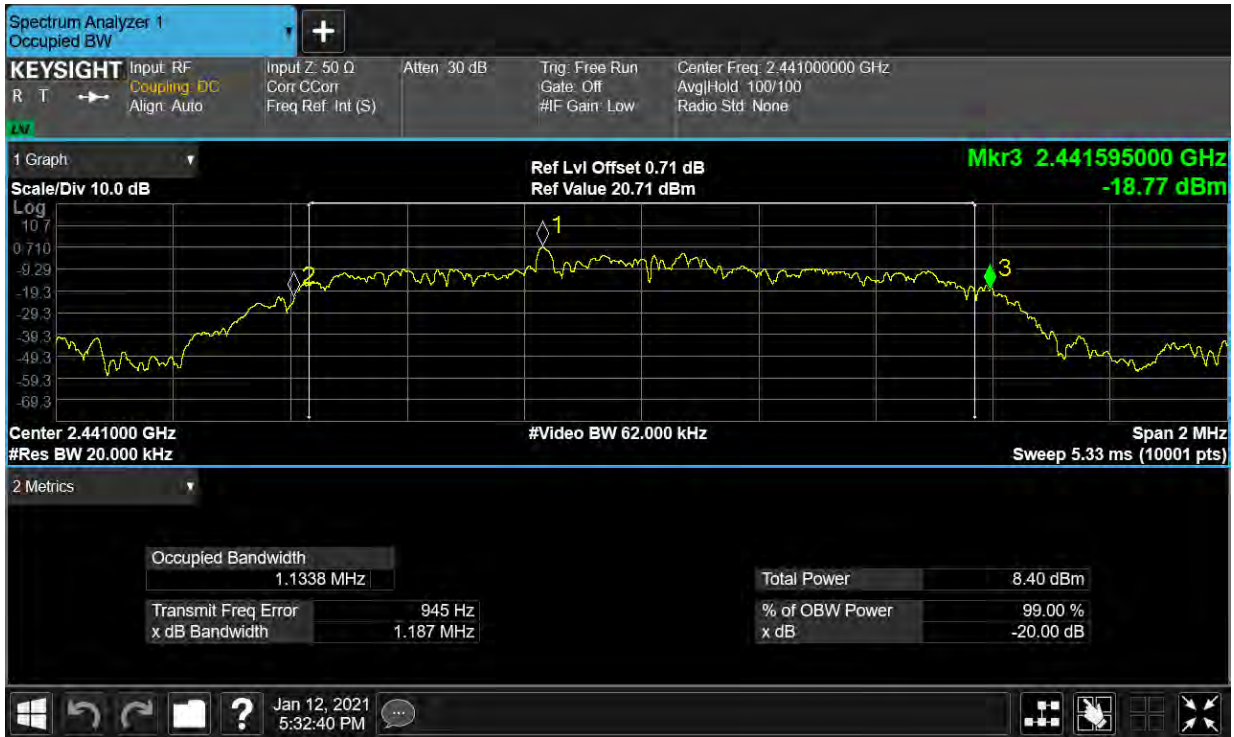 Spectrum Analyzer 1
Occupied BW
KEYSIGHT
R T
Input: RF
Coupling: DC
Align: Auto
Input Z: 50 Ω
Corr CCorr
Freq Ref: Int (S)
Atten: 30 dB
Trig: Free Run
Gate: Off
#IF Gain: Low
Center Freq: 2.441000000 GHz
Avg|Hold: 100/100
Radio Std: None
1 Graph
Scale/Div 10.0 dB
Ref Lvl Offset 0.71 dB
Ref Value 20.71 dBm
Mkr3 2.441595000 GHz
-18.77 dBm
Log
10.7
0.710
-9.29
-19.3
-29.3
-39.3
-49.3
-59.3
-69.3
1
2
3
Center 2.441000 GHz
#Res BW 20.000 kHz
#Video BW 62.000 kHz
Span 2 MHz
Sweep 5.33 ms (10001 pts)
2 Metrics
Occupied Bandwidth
1.1338 MHz
Transmit Freq Error 945 Hz
x dB Bandwidth 1.187 MHz
Total Power 8.40 dBm
% of OBW Power 99.00 %
x dB -20.00 dB
?
Jan 12, 2021
5:32:40 PM